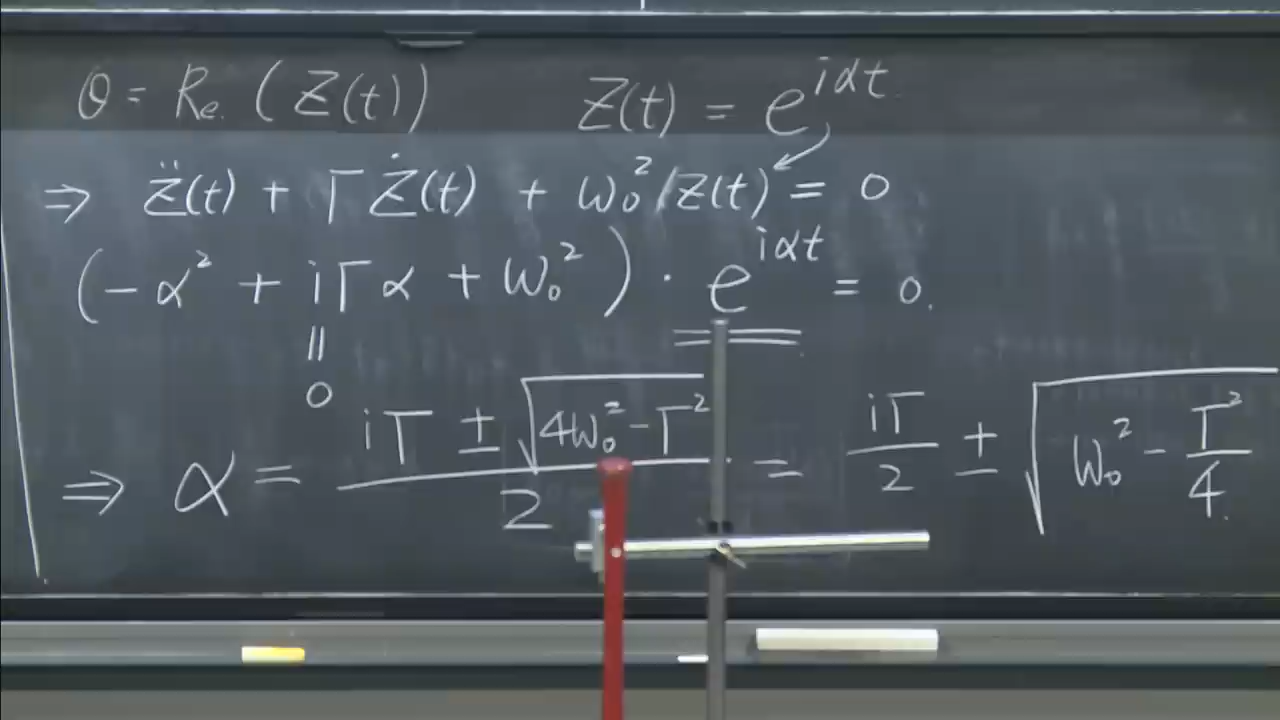 θ = Re. (Z(t)) Z(t) = e^{iαt}
⇒ z̈(t) + Γ ż(t) + ω₀² z(t) = 0
(-α² + iΓα + ω₀²) · e^{iαt} = 0.
||
0
⇒ α = (iΓ ± √(4ω₀² - Γ²)) / 2 = iΓ/2 ± √(ω₀² - Γ²/4)